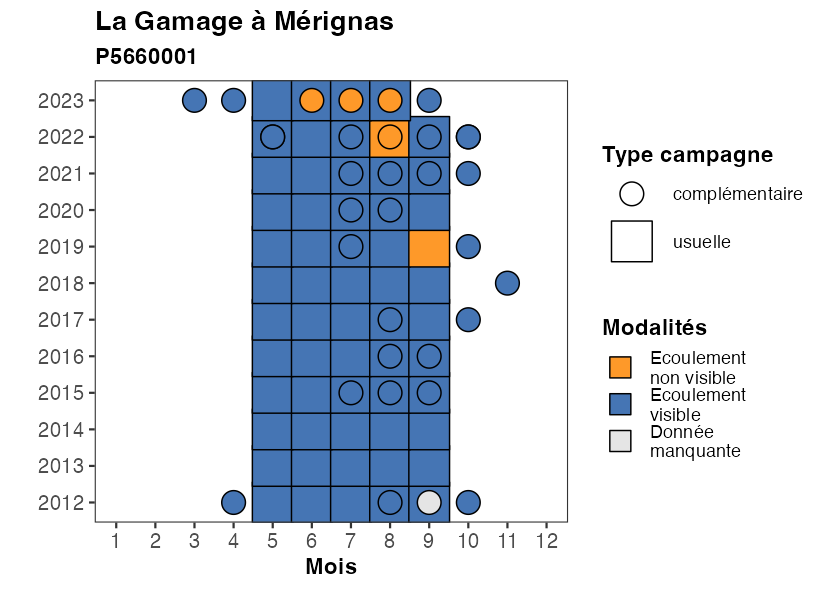 La Gamage à Mérignas
P5660001
2023
2022
2021
2020
2019
2018
2017
2016
2015
2014
2013
2012
1 2 3 4 5 6 7 8 9 10 11 12
Mois
Type campagne
complémentaire
usuelle
Modalités
Ecoulement
non visible
Ecoulement
visible
Donnée
manquante